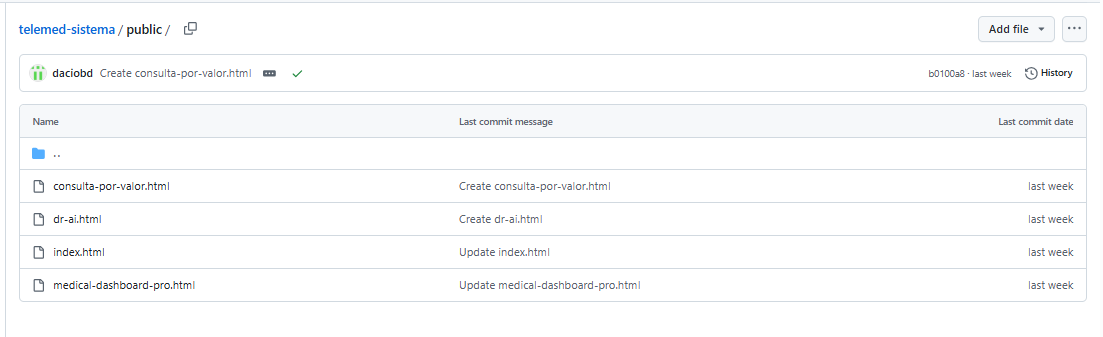 telemed-sistema / public /
Add file
daciobd Create consulta-por-valor.html
b0100a8 · last week History
Name Last commit message Last commit date
..
consulta-por-valor.html Create consulta-por-valor.html last week
dr-ai.html Create dr-ai.html last week
index.html Update index.html last week
medical-dashboard-pro.html Update medical-dashboard-pro.html last week